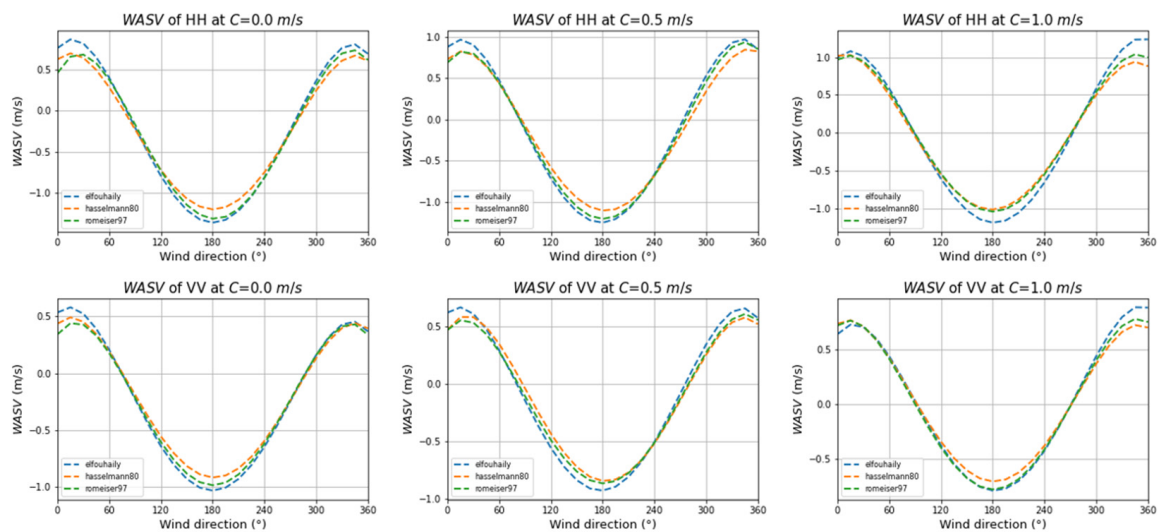 WASV of HH at C=0.0 m/s
WASV (m/s)
0.5
0.0
−0.5
−1.0
elfouhaily
hasselmann80
romeiser97
0 60 120 180 240 300 360
Wind direction (°)
WASV of HH at C=0.5 m/s
WASV (m/s)
1.0
0.5
0.0
−0.5
−1.0
elfouhaily
hasselmann80
romeiser97
0 60 120 180 240 300 360
Wind direction (°)
WASV of HH at C=1.0 m/s
WASV (m/s)
1.0
0.5
0.0
−0.5
−1.0
elfouhaily
hasselmann80
romeiser97
0 60 120 180 240 300 360
Wind direction (°)
WASV of VV at C=0.0 m/s
WASV (m/s)
0.5
0.0
−0.5
−1.0
elfouhaily
hasselmann80
romeiser97
0 60 120 180 240 300 360
Wind direction (°)
WASV of VV at C=0.5 m/s
WASV (m/s)
0.5
0.0
−0.5
−1.0
elfouhaily
hasselmann80
romeiser97
0 60 120 180 240 300 360
Wind direction (°)
WASV of VV at C=1.0 m/s
WASV (m/s)
0.5
0.0
−0.5
elfouhaily
hasselmann80
romeiser97
0 60 120 180 240 300 360
Wind direction (°)